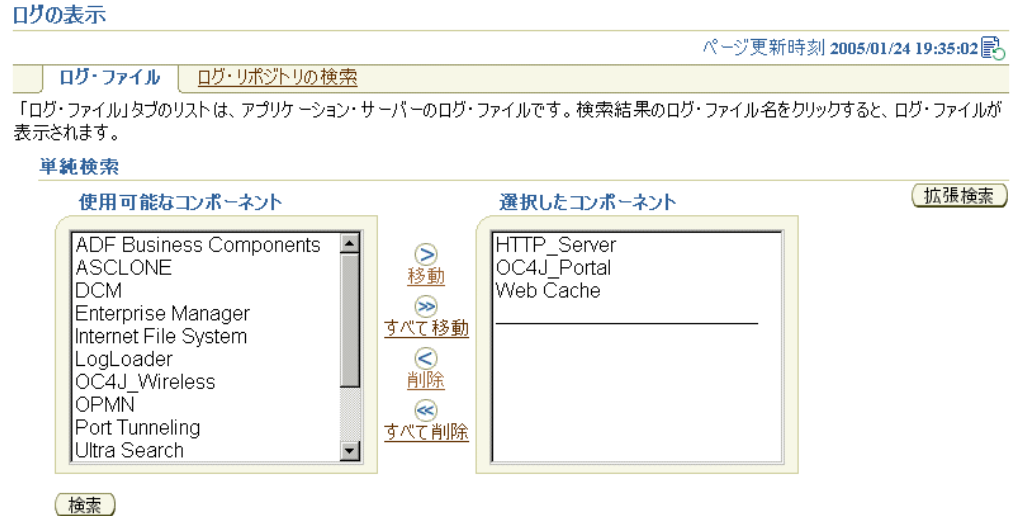 ログの表示
ページ更新時刻 2005/01/24 19:35:02
ログ・ファイル ログ・リポジトリの検索
「ログ・ファイル」タブのリストは、アプリケーション・サーバーのログ・ファイルです。検索結果のログ・ファイル名をクリックすると、ログ・ファイルが
表示されます。
単純検索
拡張検索
使用可能なコンポーネント
ADF Business Components
ASCLONE
DCM
Enterprise Manager
Internet File System
LogLoader
OC4J_Wireless
OPMN
Port Tunneling
Ultra Search
移動
すべて移動
削除
すべて削除
選択したコンポーネント
HTTP_Server
OC4J_Portal
Web Cache
検索